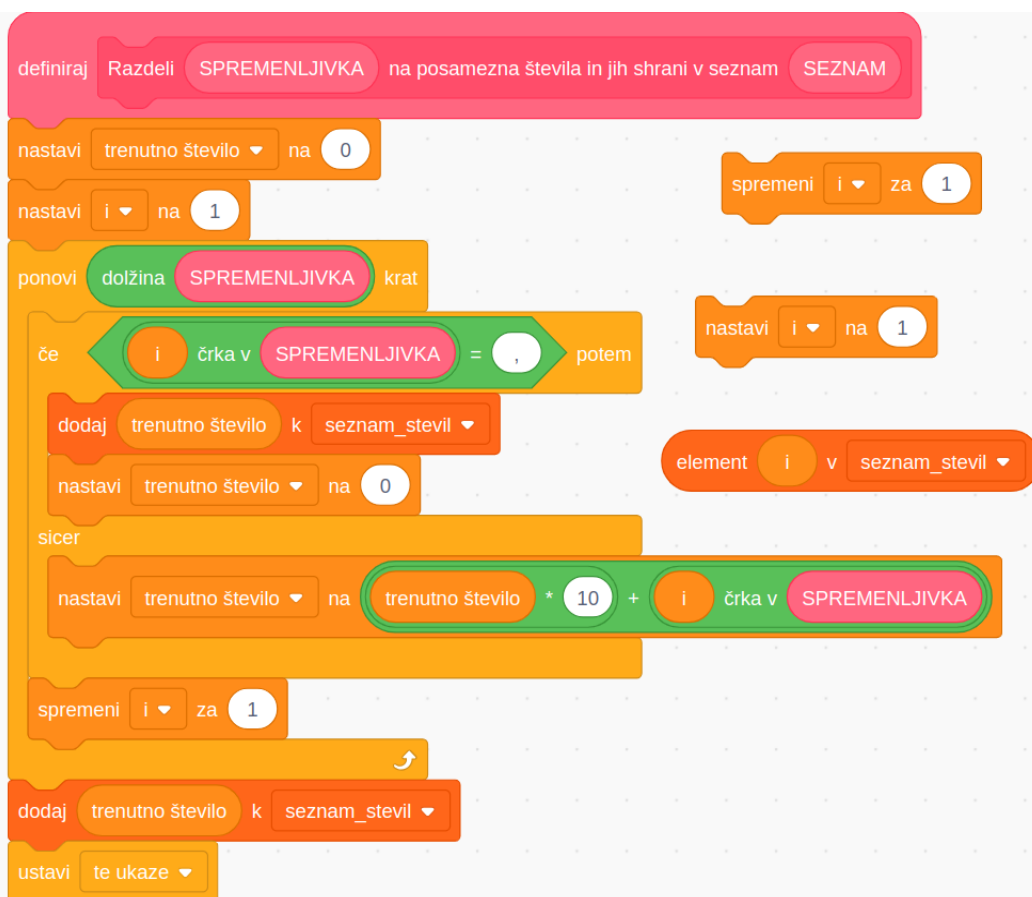 definiraj Razdeli SPREMENLJIVKA na posamezna števila in jih shrani v seznam SEZNAM
nastavi trenutno število na 0
nastavi i na 1
ponovi dolžina SPREMENLJIVKA krat
če i črka v SPREMENLJIVKA = , potem
dodaj trenutno število k seznam_stevil
nastavi trenutno število na 0
sicer
nastavi trenutno število na trenutno število * 10 + i črka v SPREMENLJIVKA
spremeni i za 1
dodaj trenutno število k seznam_stevil
ustavi te ukaze
spremeni i za 1
nastavi i na 1
element i v seznam_stevil